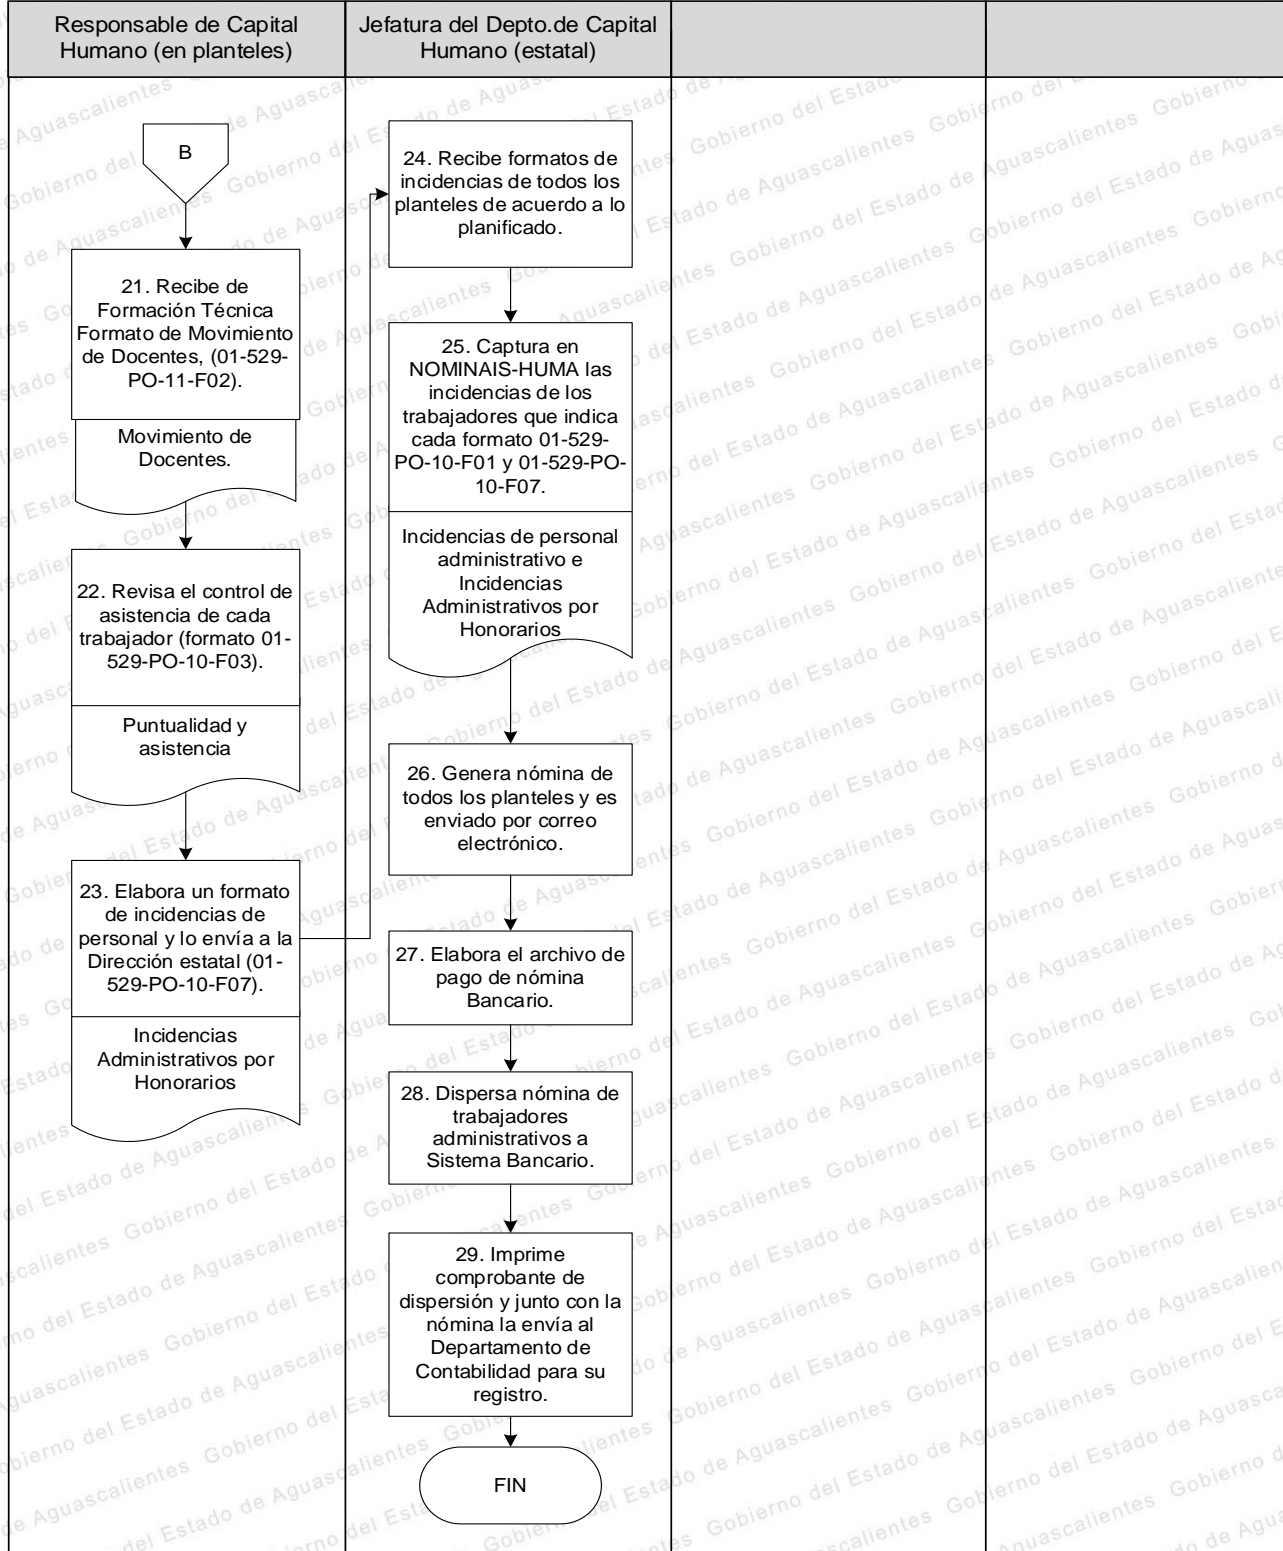 Responsable de Capital
Humano (en planteles)
Jefatura del Depto.de Capital
Humano (estatal)
B
21. Recibe de
Formación Técnica
Formato de Movimiento
de Docentes, (01-529-
PO-11-F02).
Movimiento de
Docentes.
22. Revisa el control de
asistencia de cada
trabajador (formato 01-
529-PO-10-F03).
Puntualidad y
asistencia
23. Elabora un formato
de incidencias de
personal y lo envía a la
Dirección estatal (01-
529-PO-10-F07).
Incidencias
Administrativos por
Honorarios
24. Recibe formatos de
incidencias de todos los
planteles de acuerdo a lo
planificado.
25. Captura en
NOMINAIS-HUMA las
incidencias de los
trabajadores que indica
cada formato 01-529-
PO-10-F01 y 01-529-PO-
10-F07.
Incidencias de personal
administrativo e
Incidencias
Administrativos por
Honorarios
26. Genera nómina de
todos los planteles y es
enviado por correo
electrónico.
27. Elabora el archivo de
pago de nómina
Bancario.
28. Dispersa nómina de
trabajadores
administrativos a
Sistema Bancario.
29. Imprime
comprobante de
dispersión y junto con la
nómina la envía al
Departamento de
Contabilidad para su
registro.
FIN
Gobierno del Estado de Aguascalientes